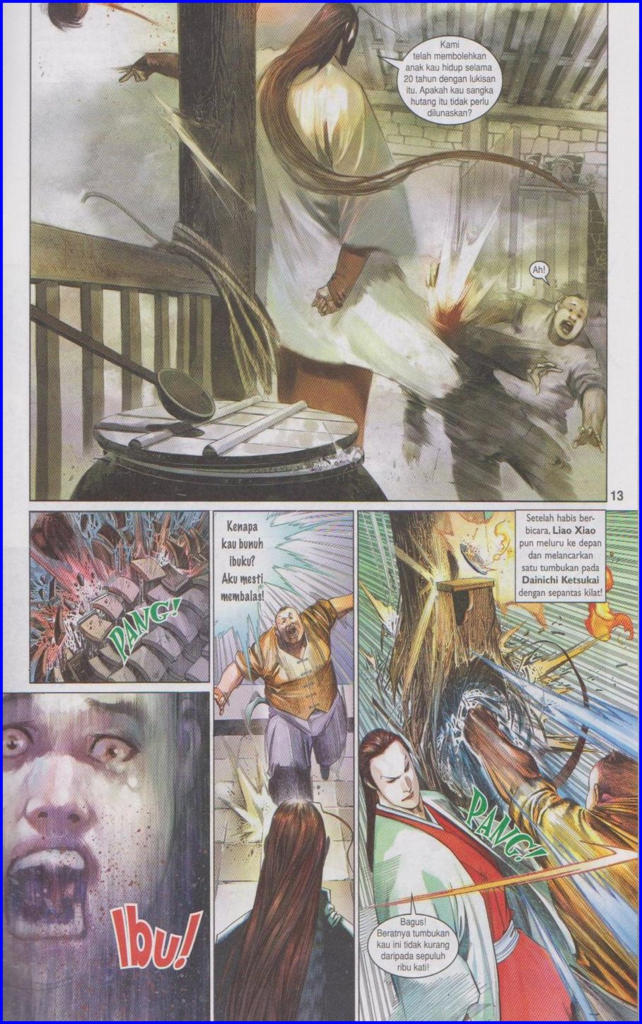 Kami
telah membolehkan
anak kau hidup selama
20 tahun dengan lukisan
itu. Apakah kau sangka
hutang itu tidak perlu
dilunaskan?
Ah!
13
PANG!
Ibu!
Kenapa
kau bunuh
ibuku?
Aku mesti
membalas!
Setelah habis ber-
bicara, Liao Xiao
pun meluru ke depan
dan melancarkan
satu tumbukan pada
Dainichi Ketsukai
dengan sepantas kilat!
PANG!
Bagus!
Beratnya tumbukan
kau ini tidak kurang
daripada sepuluh
ribu kati!